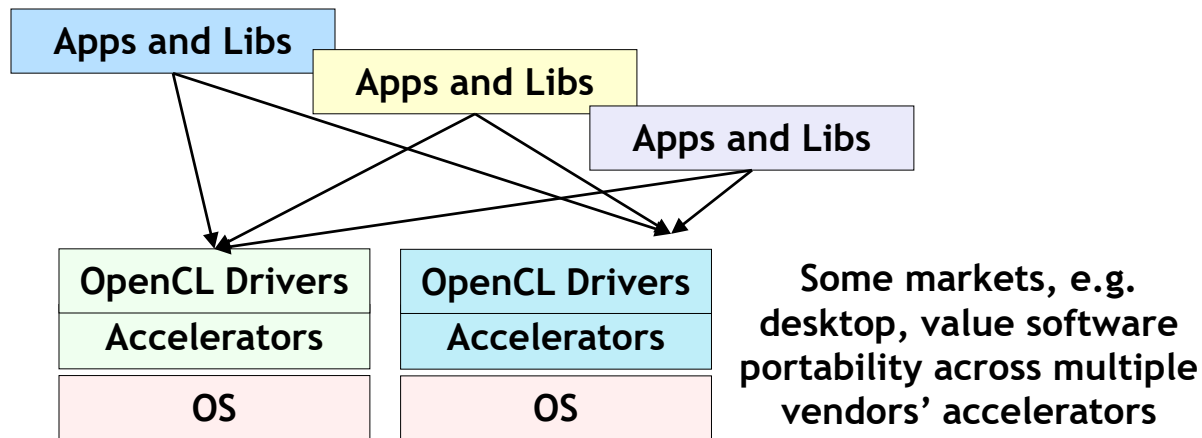 Apps and Libs
Apps and Libs
Apps and Libs
OpenCL Drivers
Accelerators
OS
OpenCL Drivers
Accelerators
OS
Some markets, e.g.
desktop, value software
portability across multiple
vendors’ accelerators